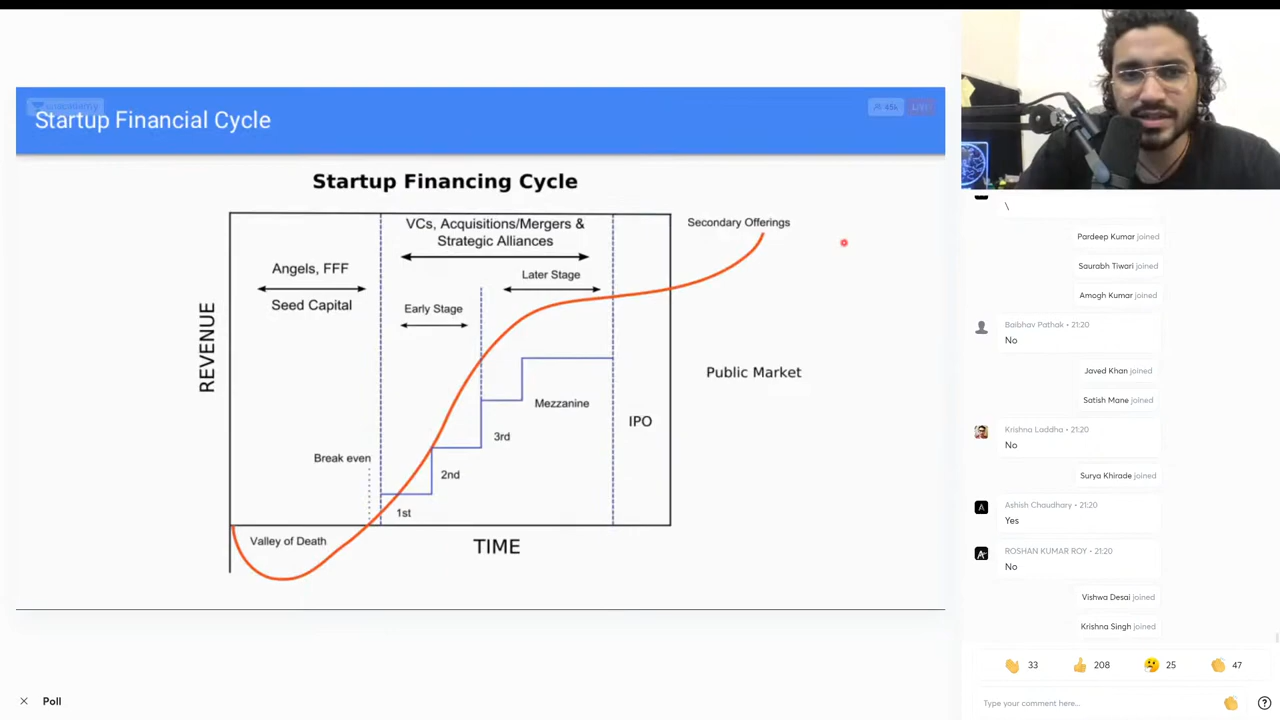 Startup Financial Cycle
45k
Startup Financing Cycle
VCs, Acquisitions/Mergers &
Strategic Alliances
Secondary Offerings
Angels, FFF
Seed Capital
Later Stage
Early Stage
REVENUE
Public Market
Mezzanine
IPO
3rd
Break even
2nd
1st
Valley of Death
TIME
\
Pardeep Kumar joined
Saurabh Tiwari joined
Amogh Kumar joined
Baibhav Pathak • 21:20
No
Javed Khan joined
Satish Mane joined
Krishna Laddha • 21:20
No
Surya Khirade joined
A
Ashish Chaudhary • 21:20
Yes
ROSHAN KUMAR ROY • 21:20
No
Vishwa Desai joined
Krishna Singh joined
33
208
25
47
Type your comment here...
?
Poll